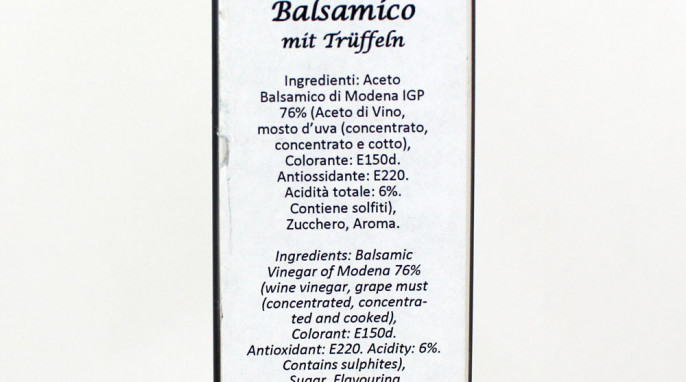 Balsamico
mit Trüffeln
Ingredienti: Aceto
Balsamico di Modena IGP
76% (Aceto di Vino,
mosto d'uva (concentrato,
concentrato e cotto),
Colorante: E150d.
Antiossidante: E220.
Acidità totale: 6%.
Contiene solfiti),
Zucchero, Aroma.
Ingredients: Balsamic
Vinegar of Modena 76%
(wine vinegar, grape must
(concentrated, concentra-
ted and cooked),
Colorant: E150d.
Antioxidant: E220. Acidity: 6%.
Contains sulphites),
Sugar, Flavouring